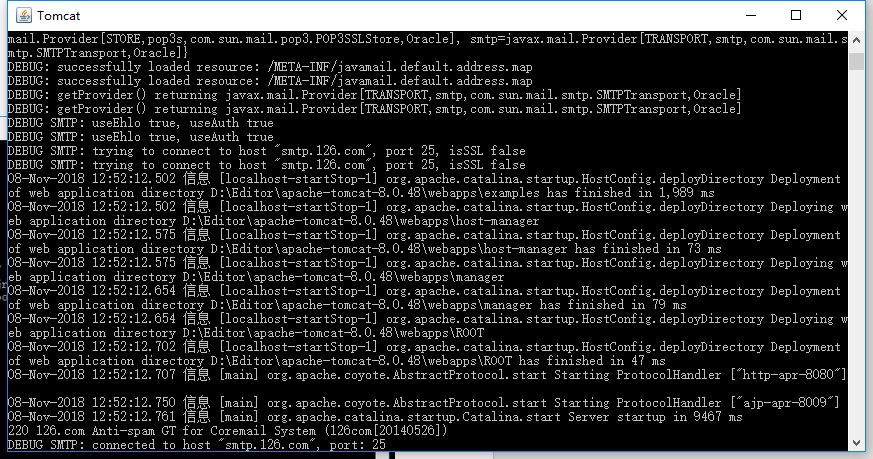 Tomcat
mail.Provider[STORE,pop3s,com.sun.mail.pop3.POP3SSLStore,Oracle], smtp=javax.mail.Provider[TRANSPORT,smtp,com.sun.mail.s
mtp.SMTPTransport,Oracle]}
DEBUG: successfully loaded resource: /META-INF/javamail.default.address.map
DEBUG: successfully loaded resource: /META-INF/javamail.default.address.map
DEBUG: getProvider() returning javax.mail.Provider[TRANSPORT,smtp,com.sun.mail.smtp.SMTPTransport,Oracle]
DEBUG: getProvider() returning javax.mail.Provider[TRANSPORT,smtp,com.sun.mail.smtp.SMTPTransport,Oracle]
DEBUG SMTP: useEhlo true, useAuth true
DEBUG SMTP: useEhlo true, useAuth true
DEBUG SMTP: trying to connect to host "smtp.126.com", port 25, isSSL false
DEBUG SMTP: trying to connect to host "smtp.126.com", port 25, isSSL false
08-Nov-2018 12:52:12.502 信息 [localhost-startStop-1] org.apache.catalina.startup.HostConfig.deployDirectory Deployment
of web application directory D:\Editor\apache-tomcat-8.0.48\webapps\examples has finished in 1,989 ms
08-Nov-2018 12:52:12.502 信息 [localhost-startStop-1] org.apache.catalina.startup.HostConfig.deployDirectory Deploying w
eb application directory D:\Editor\apache-tomcat-8.0.48\webapps\host-manager
08-Nov-2018 12:52:12.575 信息 [localhost-startStop-1] org.apache.catalina.startup.HostConfig.deployDirectory Deployment
of web application directory D:\Editor\apache-tomcat-8.0.48\webapps\host-manager has finished in 73 ms
08-Nov-2018 12:52:12.575 信息 [localhost-startStop-1] org.apache.catalina.startup.HostConfig.deployDirectory Deploying w
eb application directory D:\Editor\apache-tomcat-8.0.48\webapps\manager
08-Nov-2018 12:52:12.654 信息 [localhost-startStop-1] org.apache.catalina.startup.HostConfig.deployDirectory Deployment
of web application directory D:\Editor\apache-tomcat-8.0.48\webapps\manager has finished in 79 ms
08-Nov-2018 12:52:12.654 信息 [localhost-startStop-1] org.apache.catalina.startup.HostConfig.deployDirectory Deploying w
eb application directory D:\Editor\apache-tomcat-8.0.48\webapps\ROOT
08-Nov-2018 12:52:12.702 信息 [localhost-startStop-1] org.apache.catalina.startup.HostConfig.deployDirectory Deployment
of web application directory D:\Editor\apache-tomcat-8.0.48\webapps\ROOT has finished in 47 ms
08-Nov-2018 12:52:12.707 信息 [main] org.apache.coyote.AbstractProtocol.start Starting ProtocolHandler ["http-apr-8080"]
08-Nov-2018 12:52:12.750 信息 [main] org.apache.coyote.AbstractProtocol.start Starting ProtocolHandler ["ajp-apr-8009"]
08-Nov-2018 12:52:12.761 信息 [main] org.apache.catalina.startup.Catalina.start Server startup in 9467 ms
220 126.com Anti-spam GT for Coremail System (126com[20140526])
DEBUG SMTP: connected to host "smtp.126.com", port: 25